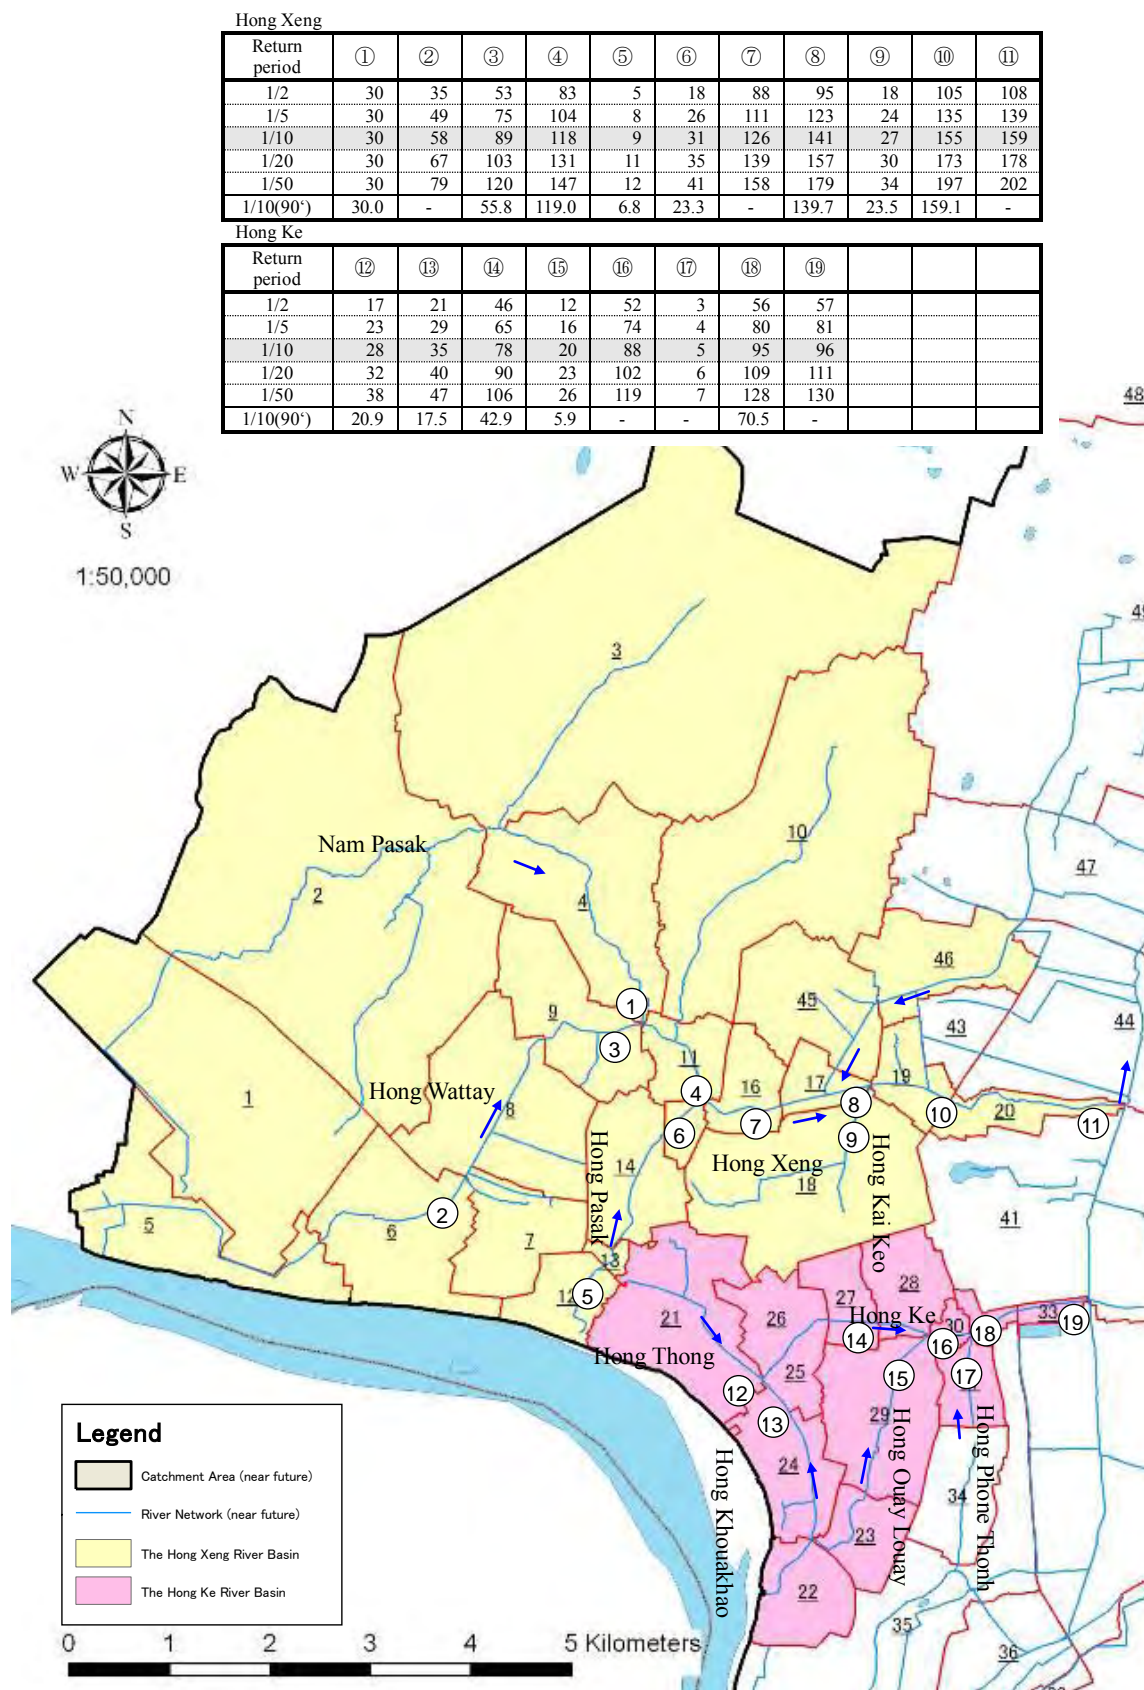 Hong Xeng
Return period ① ② ③ ④ ⑤ ⑥ ⑦ ⑧ ⑨ ⑩ ⑪
1/2 30 35 53 83 5 18 88 95 18 105 108
1/5 30 49 75 104 8 26 111 123 24 135 139
1/10 30 58 89 118 9 31 126 141 27 155 159
1/20 30 67 103 131 11 35 139 157 30 173 178
1/50 30 79 120 147 12 41 158 179 34 197 202
1/10(90‘) 30.0 - 55.8 119.0 6.8 23.3 - 139.7 23.5 159.1 -
Hong Ke
Return period ⑫ ⑬ ⑭ ⑮ ⑯ ⑰ ⑱ ⑲
1/2 17 21 46 12 52 3 56 57
1/5 23 29 65 16 74 4 80 81
1/10 28 35 78 20 88 5 95 96
1/20 32 40 90 23 102 6 109 111
1/50 38 47 106 26 119 7 128 130
1/10(90‘) 20.9 17.5 42.9 5.9 - - 70.5 -
48
N
W E
S
1:50,000
49
3
10
Nam Pasak
47
2
4
46
45
1
9
43
44
3
11
16
17
19
Hong Wattay
1
8
4
8
10
20
11
6
7
9
Hong Pasak
14
Hong Xeng
18
Hong Kai Keo
2
5
6
7
41
13
12
5
21
26
27
28
Hong Ke
30
33
19
18
14
16
Hong Thong
25
15
17
12
13
29
24
Hong Khouakhao
Hong Ouay Louay
Hong Phone Thonh
34
23
22
35
36
Legend
Catchment Area (near future)
River Network (near future)
The Hong Xeng River Basin
The Hong Ke River Basin
0 1 2 3 4 5 Kilometers